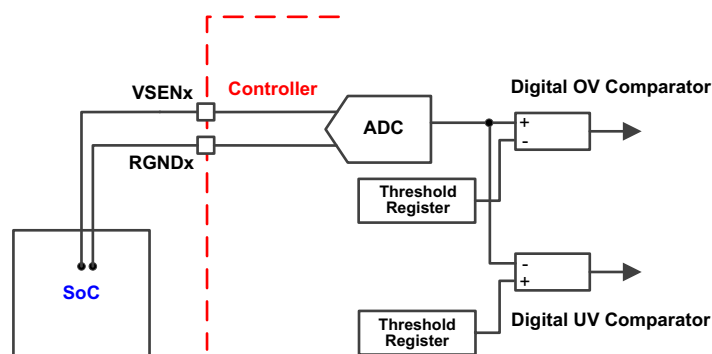 VSENx
Controller
Digital OV Comparator
ADC
+
-
RGNDx
Threshold
Register
-
+
SoC
Threshold
Register
Digital UV Comparator